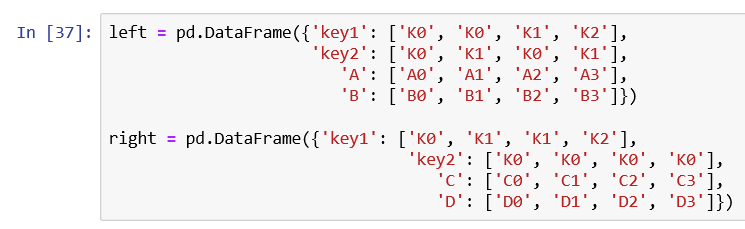 In [37]: left = pd.DataFrame({'key1': ['K0', 'K0', 'K1', 'K2'],
'key2': ['K0', 'K1', 'K0', 'K1'],
'A': ['A0', 'A1', 'A2', 'A3'],
'B': ['B0', 'B1', 'B2', 'B3']})
right = pd.DataFrame({'key1': ['K0', 'K1', 'K1', 'K2'],
'key2': ['K0', 'K0', 'K0', 'K0'],
'C': ['C0', 'C1', 'C2', 'C3'],
'D': ['D0', 'D1', 'D2', 'D3']})